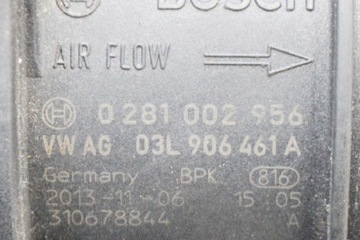 BOSCH
AIR FLOW
0 281 002 956
VW AG 03L 906 461 A
Germany BPK 816
2013-11-06 15 05
310678844 A